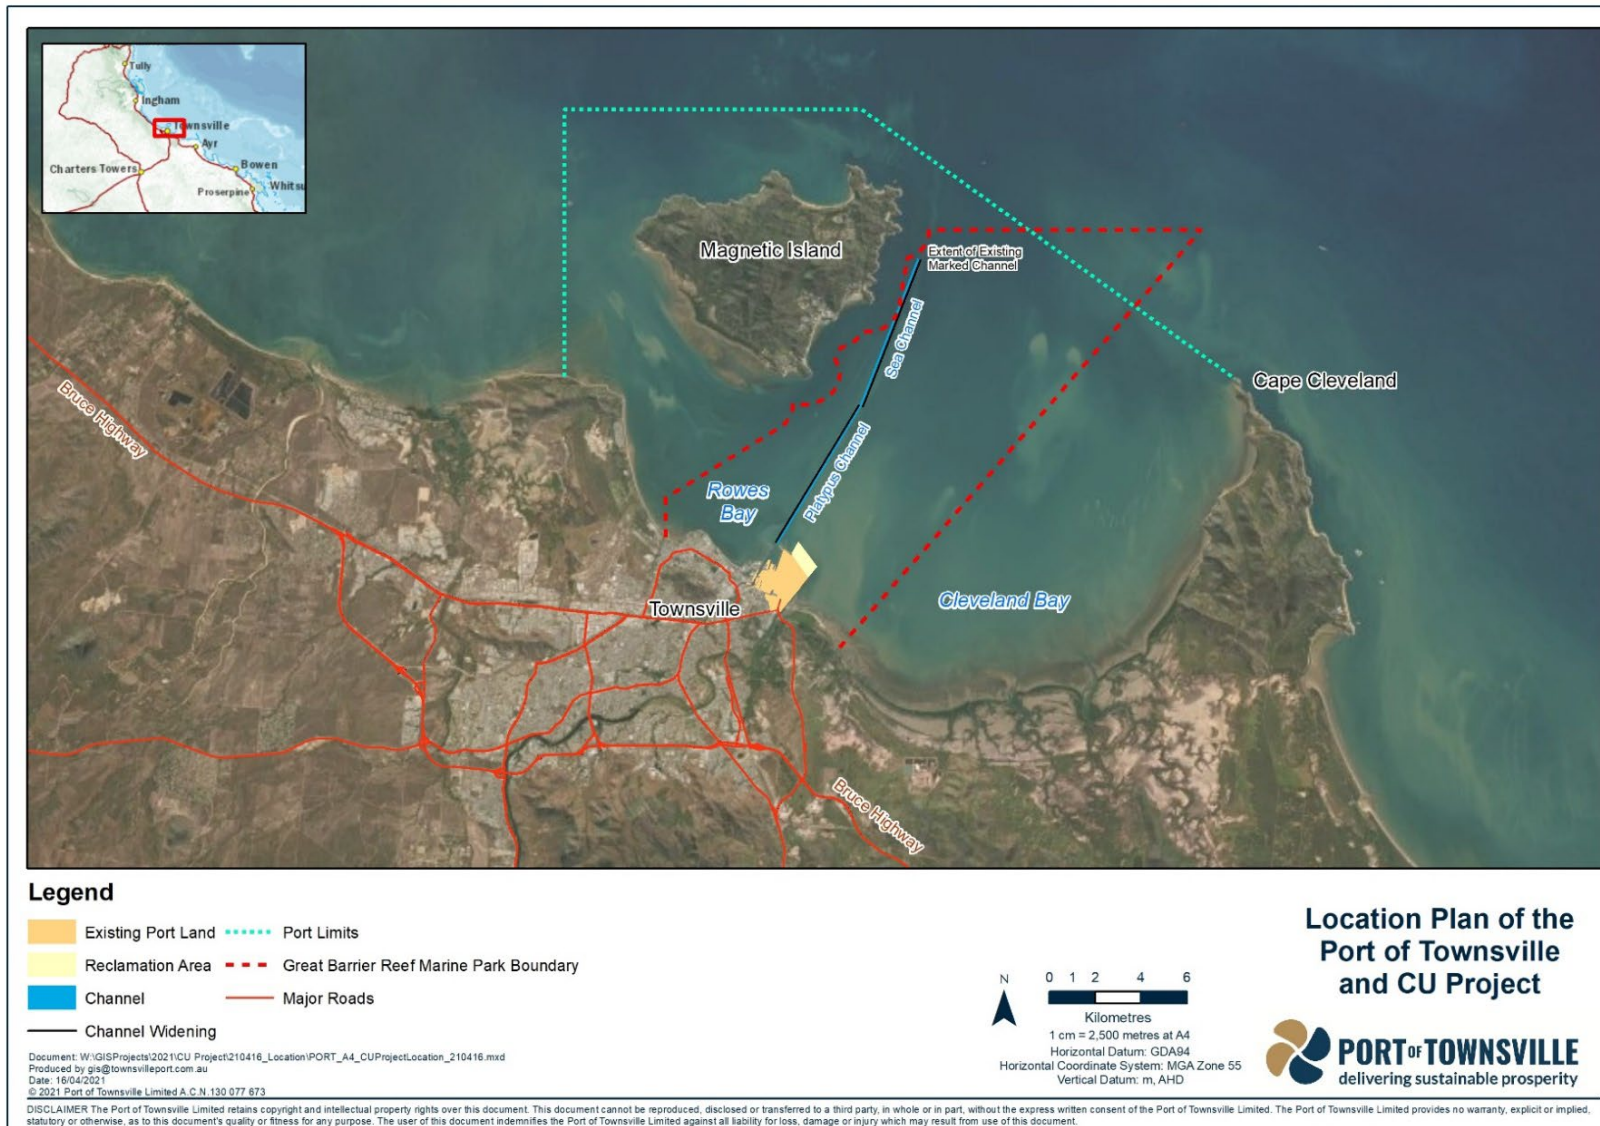 Tully
Ingham
Townsville
Ayr
Charters Towers
Bowen
Proserpine
Whitsu
Magnetic Island
Extent of Existing
Marked Channel
Sea Channel
Cape Cleveland
Bruce Highway
Platypus Channel
Rowes
Bay
Cleveland Bay
Townsville
Bruce Highway
Legend
Existing Port Land
Port Limits
Reclamation Area
Great Barrier Reef Marine Park Boundary
Channel
Major Roads
Channel Widening
Document: W:\GISProjects\2021\CU Project\210416_Location\PORT_A4_CUProjectLocation_210416.mxd
Produced by gis@townsvilleport.com.au
Date: 16/04/2021
© 2021 Port of Townsville Limited A.C.N.130 077 673
N
0 1 2 4 6
Kilometres
1 cm = 2,500 metres at A4
Horizontal Datum: GDA94
Horizontal Coordinate System: MGA Zone 55
Vertical Datum: m, AHD
Location Plan of the
Port of Townsville
and CU Project
PORT OF TOWNSVILLE
delivering sustainable prosperity
DISCLAIMER The Port of Townsville Limited retains copyright and intellectual property rights over this document. This document cannot be reproduced, disclosed or transferred to a third party, in whole or in part, without the express written consent of the Port of Townsville Limited. The Port of Townsville Limited provides no warranty, explicit or implied,
statutory or otherwise, as to this document's quality or fitness for any purpose. The user of this document indemnifies the Port of Townsville Limited against all liability for loss, damage or injury which may result from use of this document.